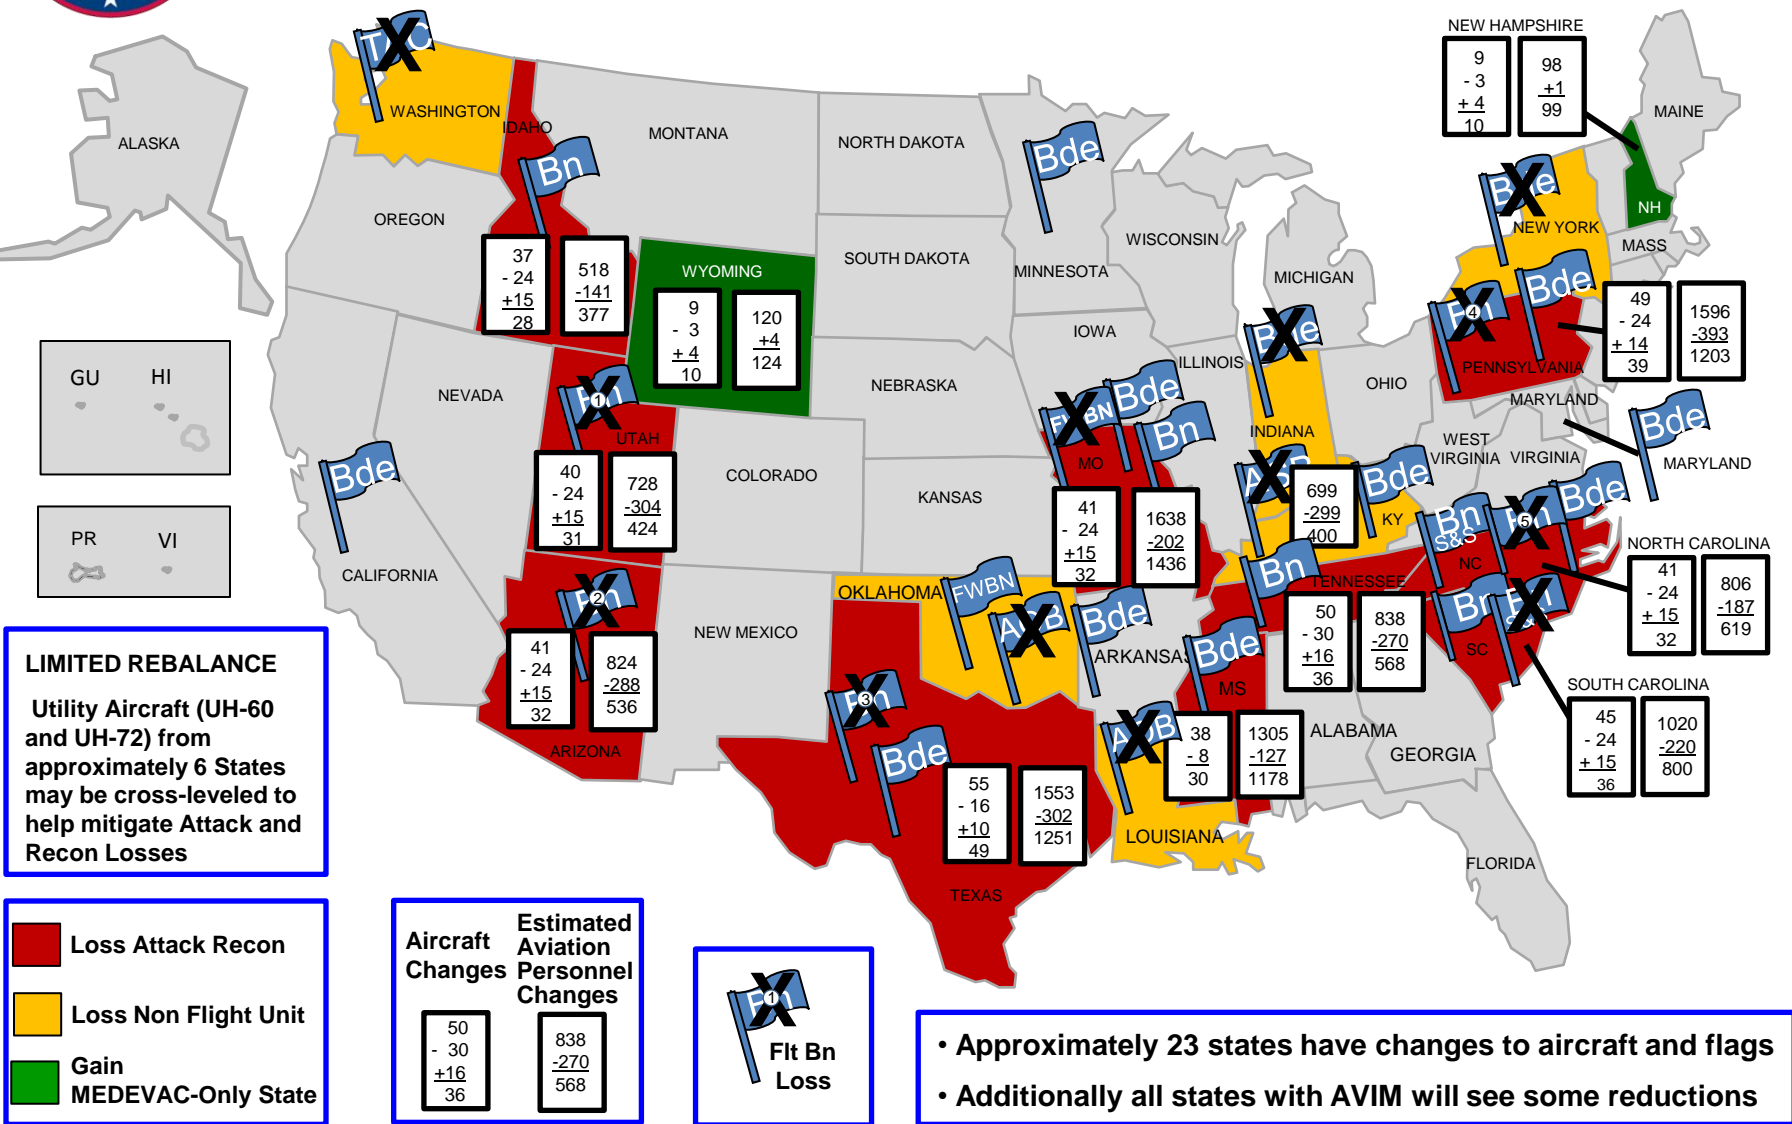 NEW HAMPSHIRE
9
- 3
+ 4
10
98
+1
99
ALASKA
WASHINGTON
IDAHO
Bn
MONTANA
NORTH DAKOTA
Bde
MAINE
OREGON
WISCONSIN
Bde
NEW YORK
NH
MASS
37
- 24
+15
28
518
-141
377
WYOMING
9
- 3
+ 4
10
120
+4
124
SOUTH DAKOTA
MINNESOTA
MICHIGAN
Bde
4
PENNSYLVANIA
49
- 24
+ 14
39
1596
-393
1203
GU
HI
NEVADA
1
UTAH
NEBRASKA
IOWA
ILLINOIS
Bde
OHIO
INDIANA
MARYLAND
Bde
MARYLAND
FWBN
Bde
Bn
MO
WEST
VIRGINIA
VIRGINIA
Bde
40
- 24
+15
31
728
-304
424
COLORADO
KANSAS
41
- 24
+15
32
1638
-202
1436
699
-299
400
Bde
KY
Bn
S&S
5
Bde
NC
PR
VI
CALIFORNIA
2
OKLAHOMA
FWBN
Bde
Bn
TENNESSEE
NORTH CAROLINA
41
- 24
+ 15
32
806
-187
619
LIMITED REBALANCE
Utility Aircraft (UH-60
and UH-72) from
approximately 6 States
may be cross-leveled to
help mitigate Attack and
Recon Losses
41
- 24
+15
32
824
-288
536
ARIZONA
NEW MEXICO
ARKANSAS
Bde
MS
50
- 30
+16
36
838
-270
568
SC
SOUTH CAROLINA
45
- 24
+ 15
36
1020
-220
800
3
Bde
38
- 8
30
1305
-127
1178
ALABAMA
GEORGIA
55
- 16
+10
49
1553
-302
1251
LOUISIANA
TEXAS
FLORIDA
Loss Attack Recon
Loss Non Flight Unit
Gain
MEDEVAC-Only State
Aircraft
Changes
Estimated
Aviation
Personnel
Changes
50
- 30
+16
36
838
-270
568
1
Flt Bn
Loss
• Approximately 23 states have changes to aircraft and flags
• Additionally all states with AVIM will see some reductions